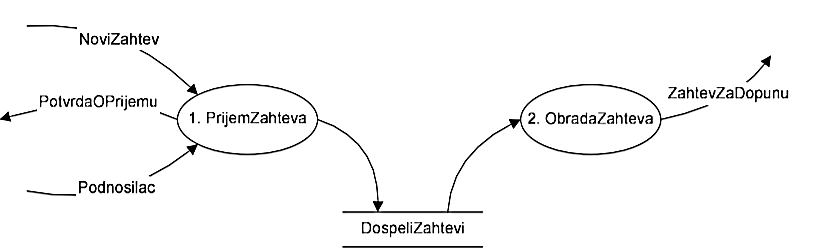 NoviZahtev
PotvrdaOPrijemu
1. PrijemZahteva
Podnosilac
DospeliZahtevi
2. ObradaZahteva
ZahtevZaDopunu